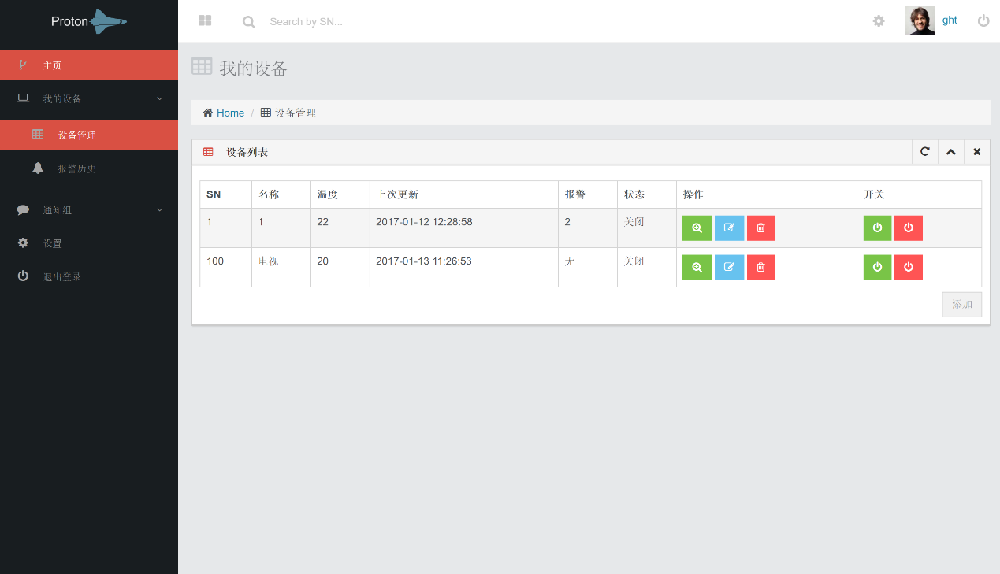 Proton
Search by SN...
ght
主页
我的设备
设备管理
报警历史
通知组
设置
退出登录
我的设备
Home / 设备管理
设备列表
SN 名称 温度 上次更新 报警 状态 操作 开关
1 1 22 2017-01-12 12:28:58 2 关闭
100 电视 20 2017-01-13 11:26:53 无 关闭
添加